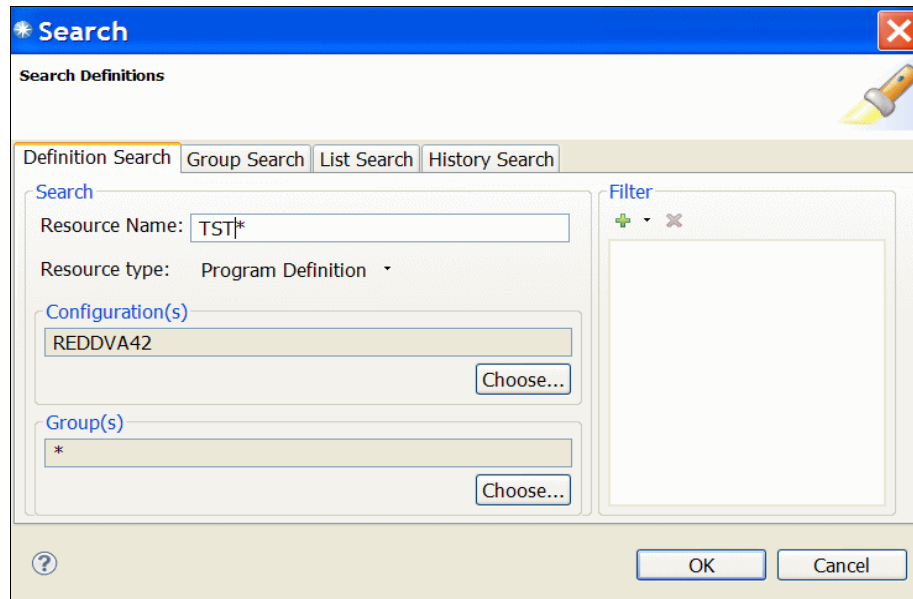 Search
Search Definitions
Definition Search Group Search List Search History Search
Search
Resource Name: TST*
Resource type: Program Definition
Configuration(s)
REDDVA42
Choose...
Group(s)
*
Choose...
Filter
OK Cancel